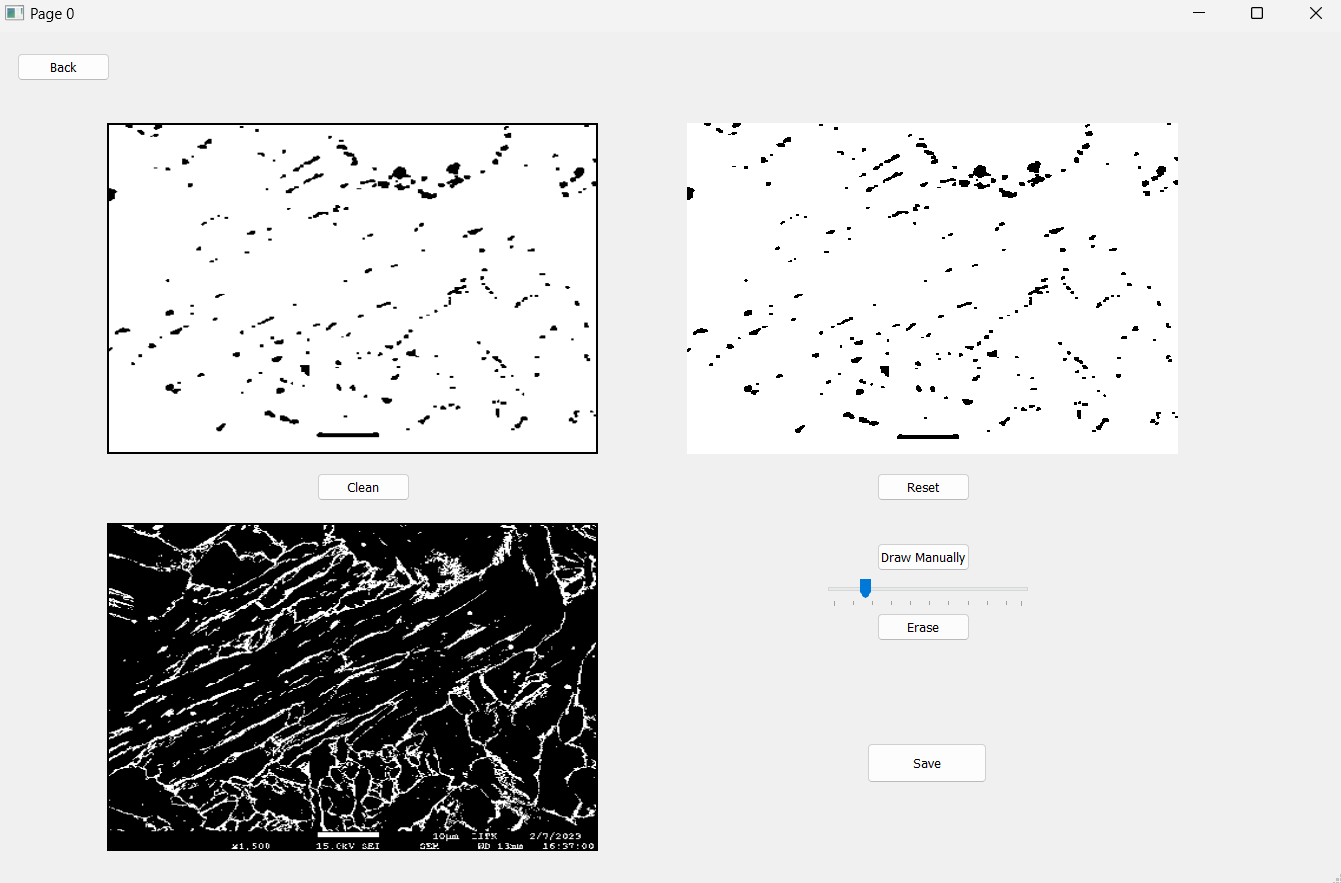 Page 0
Back
Clean
Reset
Draw Manually
Erase
Save
10μm IITK 2/7/2023
x1,500 15.0kV SEI SEM WD 13mm 16:37:00